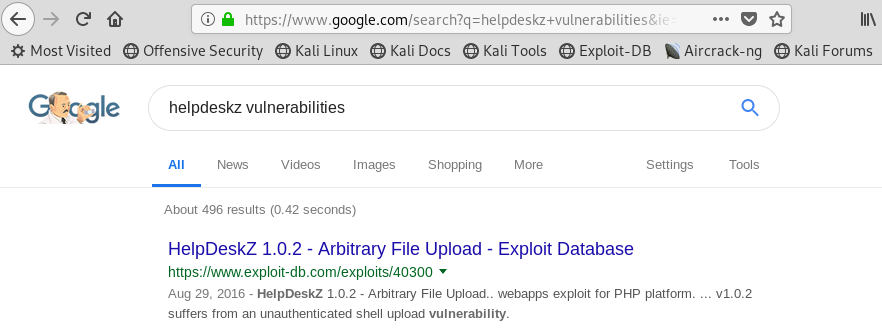 https://www.google.com/search?q=helpdeskz+vulnerabilities&ie=
Most Visited Offensive Security Kali Linux Kali Docs Kali Tools Exploit-DB Aircrack-ng Kali Forums
Google
helpdeskz vulnerabilities
All News Videos Images Shopping More Settings Tools
About 496 results (0.42 seconds)
HelpDeskZ 1.0.2 - Arbitrary File Upload - Exploit Database
https://www.exploit-db.com/exploits/40300
Aug 29, 2016 - HelpDeskZ 1.0.2 - Arbitrary File Upload.. webapps exploit for PHP platform. ... v1.0.2
suffers from an unauthenticated shell upload vulnerability.